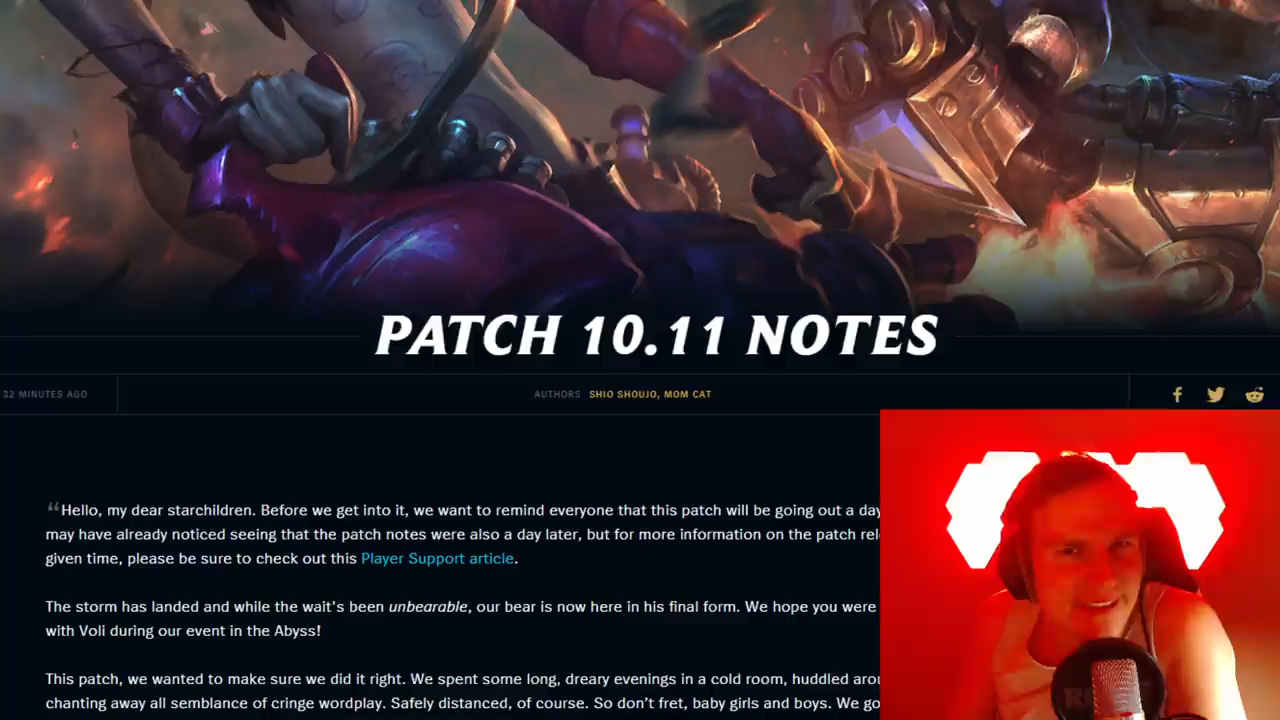 PATCH 10.11 NOTES
32 MINUTES AGO
AUTHORS SHIO SHOUJO, MOM CAT
“Hello, my dear starchildren. Before we get into it, we want to remind everyone that this patch will be going out a day
may have already noticed seeing that the patch notes were also a day later, but for more information on the patch
given time, please be sure to check out this Player Support article.
The storm has landed and while the wait's been unbearable, our bear is now here in his final form. We hope you were
with Voli during our event in the Abyss!
This patch, we wanted to make sure we did it right. We spent some long, dreary evenings in a cold room, huddled
chanting away all semblance of cringe wordplay. Safely distanced, of course. So don't fret, baby girls and boys. We